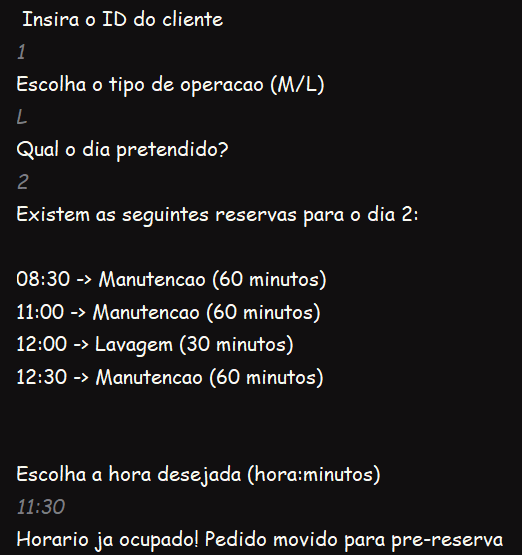 Insira o ID do cliente
1
Escolha o tipo de operacao (M/L)
L
Qual o dia pretendido?
2
Existem as seguintes reservas para o dia 2:
08:30 -> Manutencao (60 minutos)
11:00 -> Manutencao (60 minutos)
12:00 -> Lavagem (30 minutos)
12:30 -> Manutencao (60 minutos)
Escolha a hora desejada (hora:minutos)
11:30
Horario ja ocupado! Pedido movido para pre-reserva